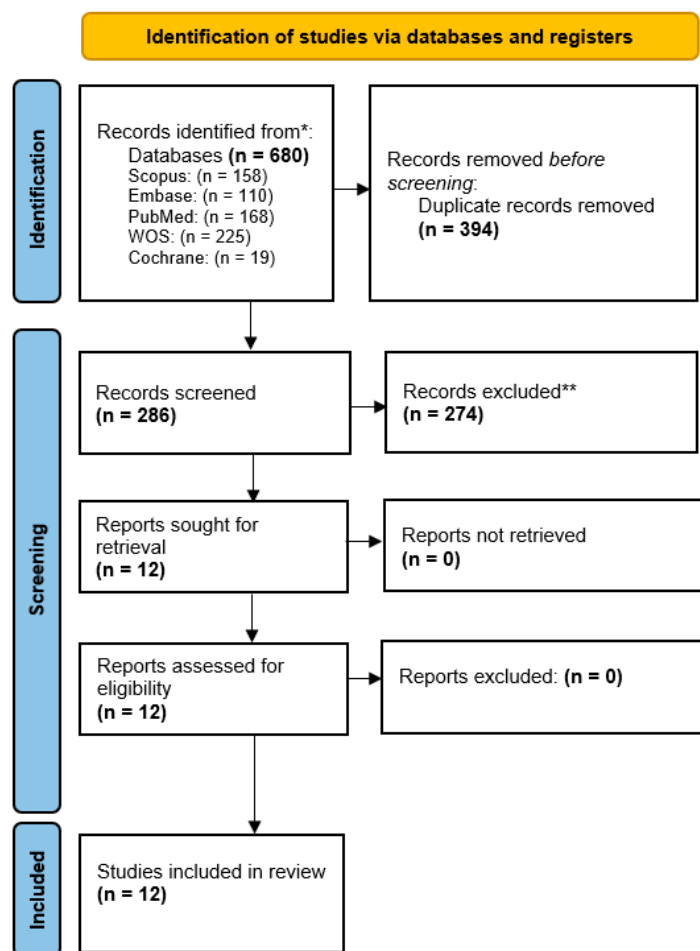 Identification of studies via databases and registers
Identification
Records identified from*:
Databases (n = 680)
Scopus: (n = 158)
Embase: (n = 110)
PubMed: (n = 168)
WOS: (n = 225)
Cochrane: (n = 19)
Records removed before
screening:
Duplicate records removed
(n = 394)
Screening
Records screened
(n = 286)
Records excluded**
(n = 274)
Reports sought for
retrieval
(n = 12)
Reports not retrieved
(n = 0)
Reports assessed for
eligibility
(n = 12)
Reports excluded: (n = 0)
Included
Studies included in review
(n = 12)